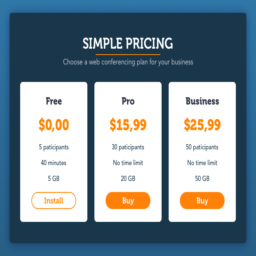 SIMPLE PRICING
Choose a web conferencing plan for your business
Free
$0,00
5 paticipants
40 minutes
5 GB
Install
Pro
$15,99
30 paticipants
No time limit
20 GB
Buy
Business
$25,99
50 paticipants
No time limit
50 GB
Buy